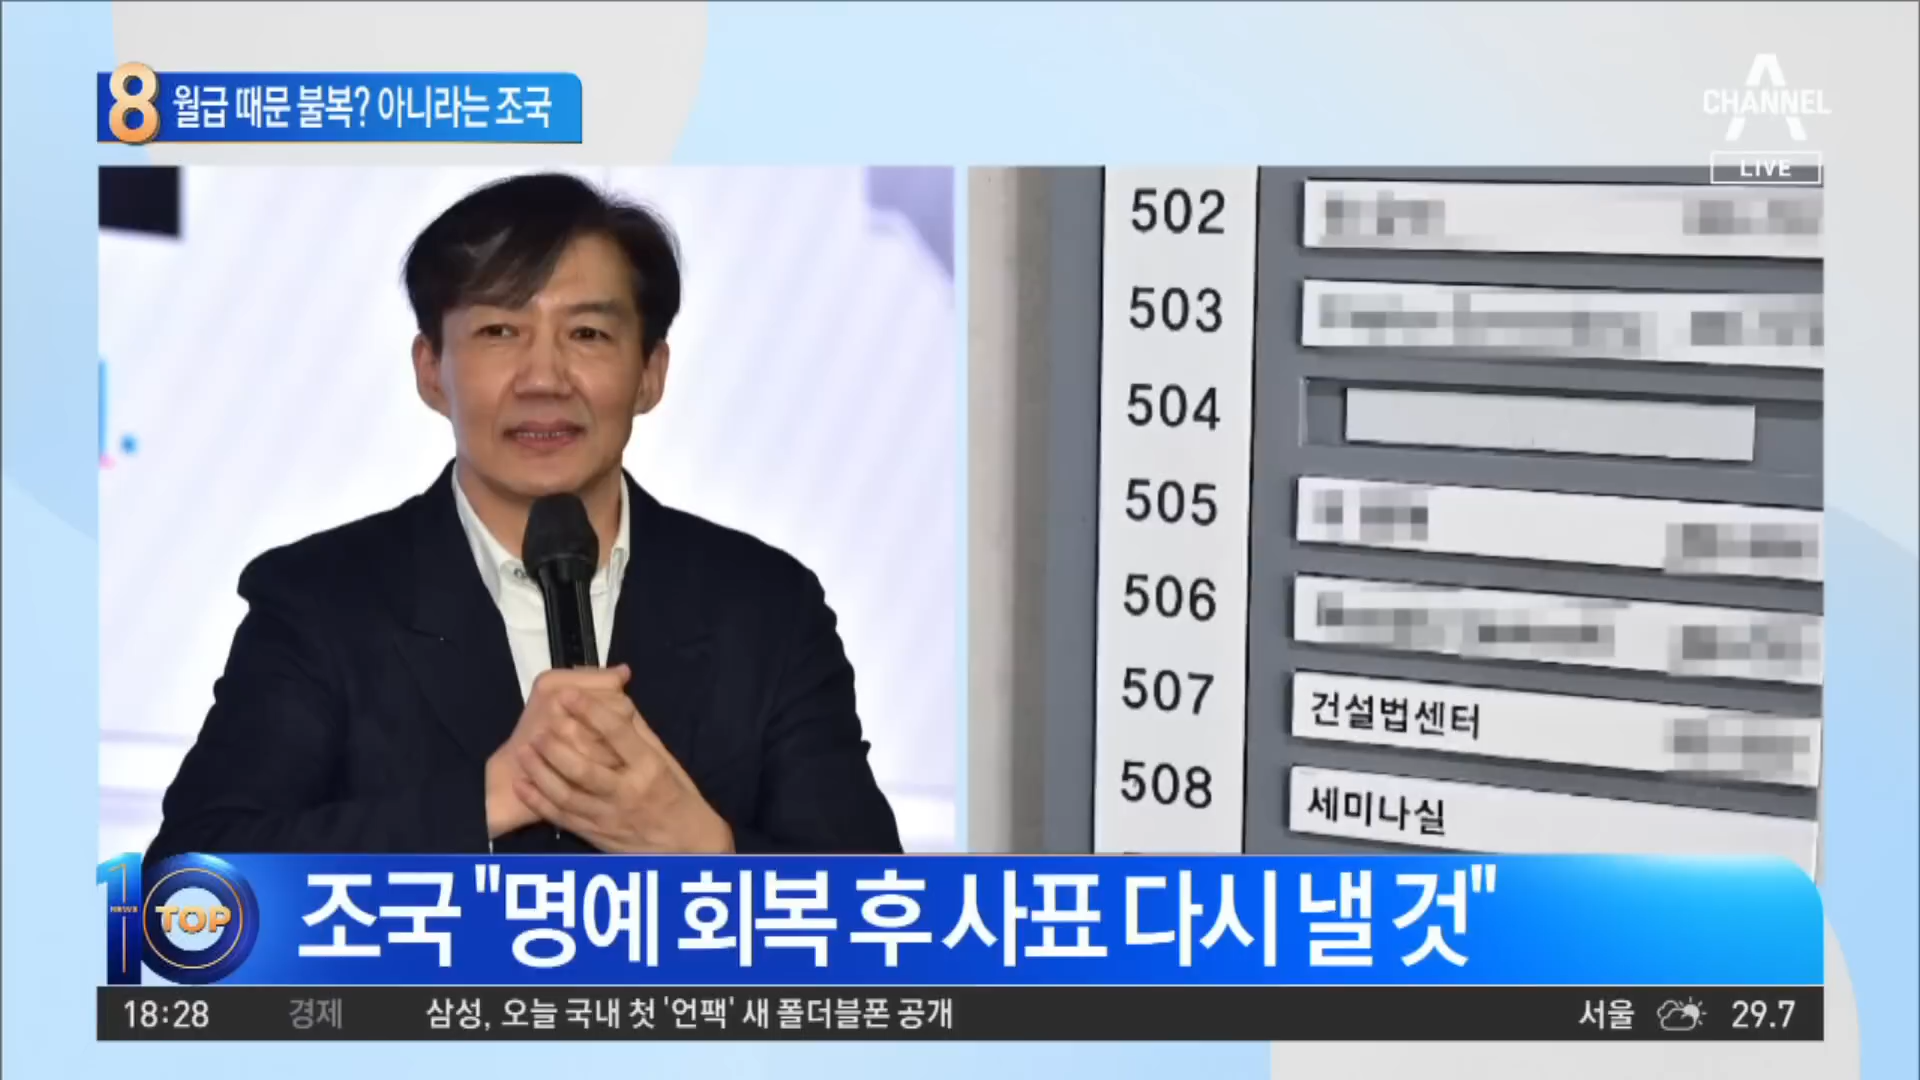 8 월급 때문 불복? 아니라는 조국
CHANNEL A
LIVE
502
503
504
505
506
507 건설법센터
508 세미나실
NEWS TOP 10
조국 "명예 회복 후 사표 다시 낼 것"
18:28 경제 삼성, 오늘 국내 첫 '언팩' 새 폴더블폰 공개 서울 29.7